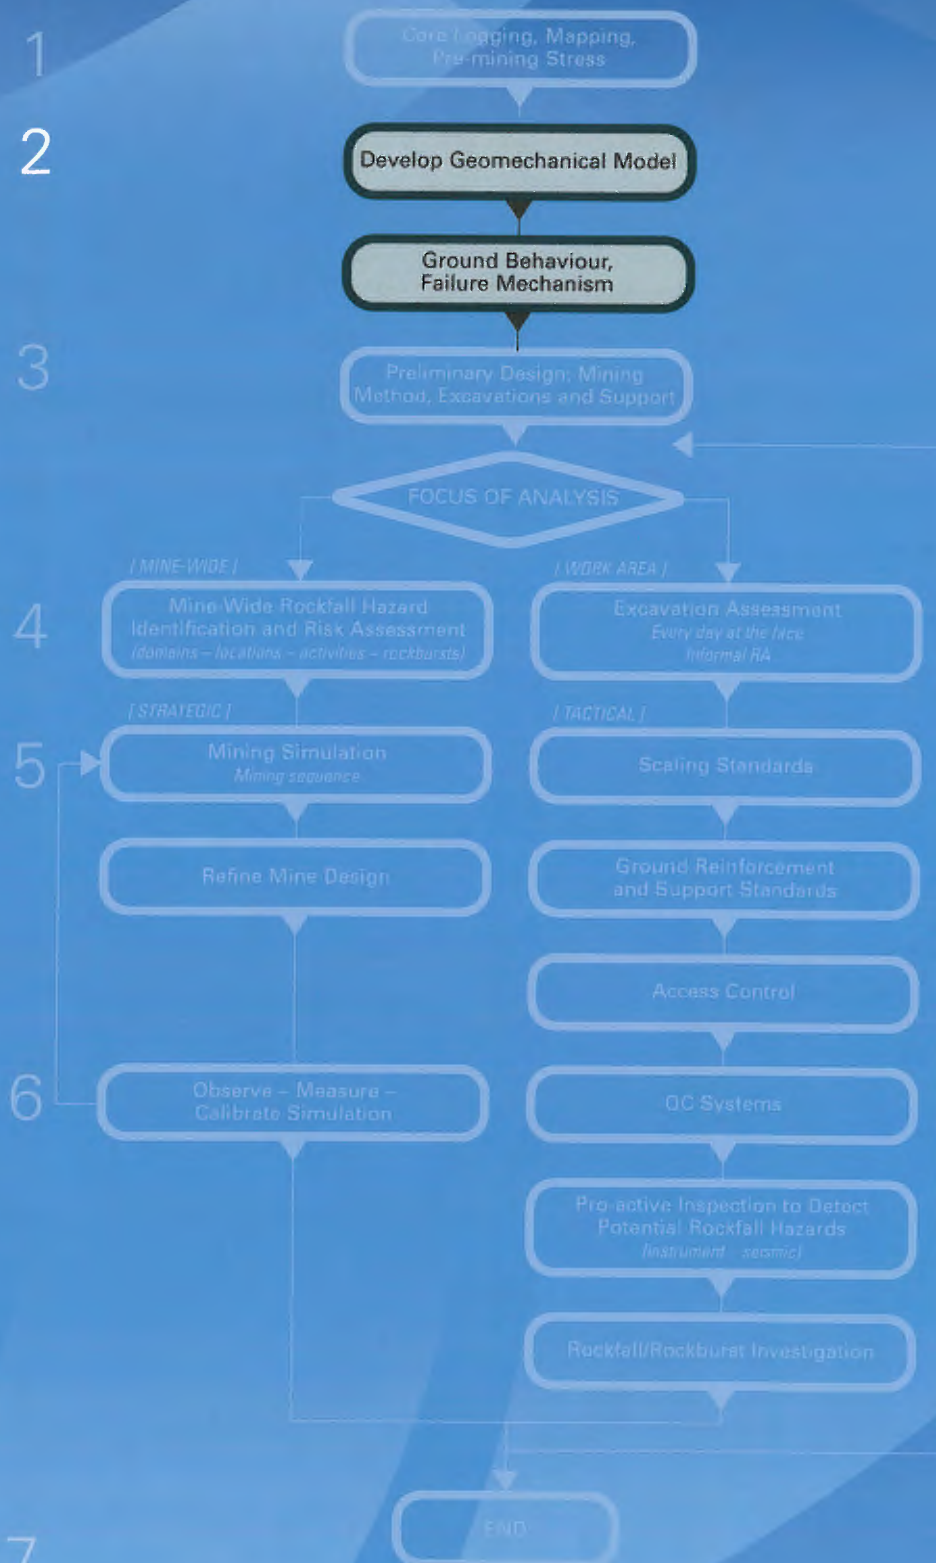 1
Core Logging, Mapping,
Pre-mining Stress
2
Develop Geomechanical Model
Ground Behaviour,
Failure Mechanism
3
Preliminary Design: Mining
Method, Excavations and Support
FOCUS OF ANALYSIS
[ MINE-WIDE ]
[ WORK AREA ]
4
Mine-Wide Rockfall Hazard
Identification and Risk Assessment
(domains – locations – activities – rockbursts)
Excavation Assessment
Every day at the face
Informal RA
[ STRATEGIC ]
[ TACTICAL ]
5
Mining Simulation
Mining sequence
Scaling Standards
Refine Mine Design
Ground Reinforcement
and Support Standards
Access Control
6
Observe – Measure –
Calibrate Simulation
QC Systems
Pro-active Inspection to Detect
Potential Rockfall Hazards
(instrument – seismic)
Rockfall/Rockburst Investigation
END
7